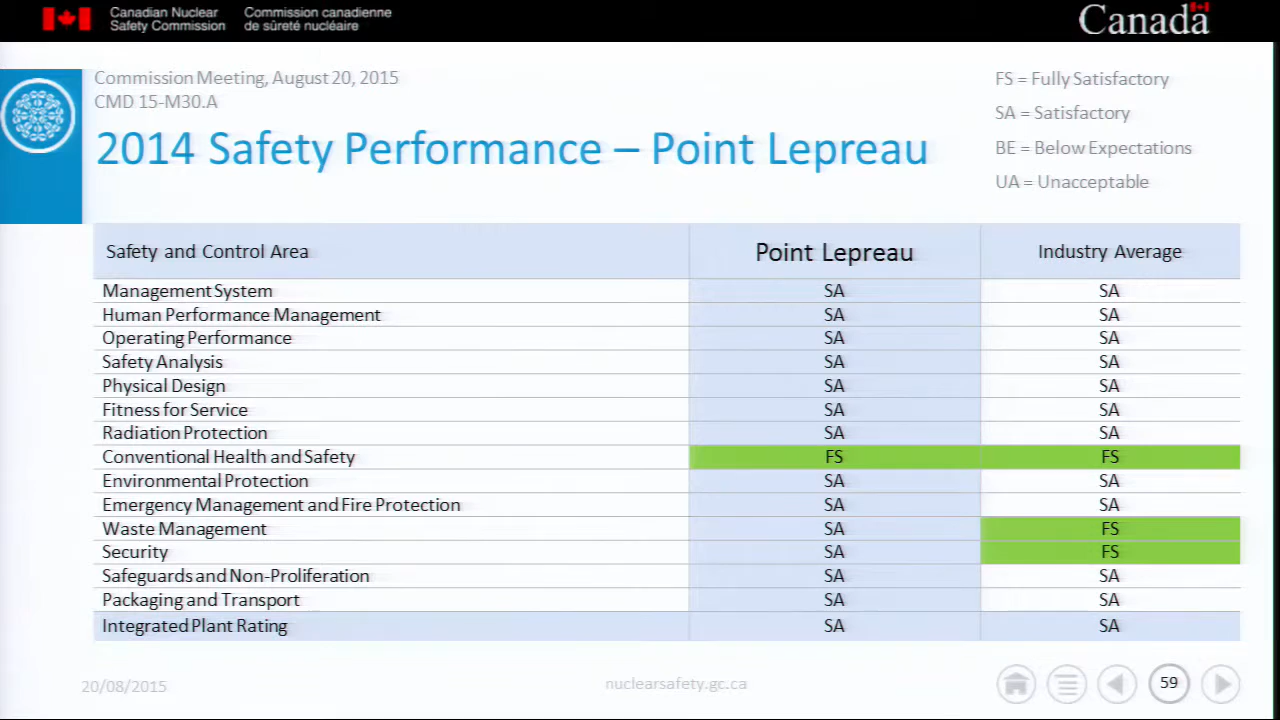 Canadian Nuclear Safety Commission
Commission canadienne de sûreté nucléaire
Canada
Commission Meeting, August 20, 2015
CMD 15-M30.A
2014 Safety Performance – Point Lepreau
FS = Fully Satisfactory
SA = Satisfactory
BE = Below Expectations
UA = Unacceptable
Safety and Control Area Point Lepreau Industry Average
Management System SA SA
Human Performance Management SA SA
Operating Performance SA SA
Safety Analysis SA SA
Physical Design SA SA
Fitness for Service SA SA
Radiation Protection SA SA
Conventional Health and Safety FS FS
Environmental Protection SA SA
Emergency Management and Fire Protection SA SA
Waste Management SA FS
Security SA FS
Safeguards and Non-Proliferation SA SA
Packaging and Transport SA SA
Integrated Plant Rating SA SA
20/08/2015 nuclearsafety.gc.ca 59